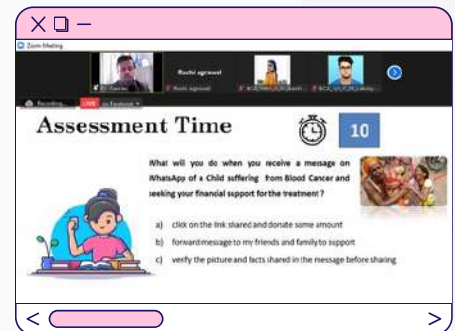 Zoom Meeting
Ruchi agrawal
Ruchi agrawal
Recording...
LIVE on Facebook
Assessment Time
10
What will you do when you receive a message on
WhatsApp of a Child suffering from Blood Cancer and
seeking your financial support for the treatment?
a) click on the link shared and donate some amount
b) forward message to my friends and family to support
c) verify the picture and facts shared in the message before sharing